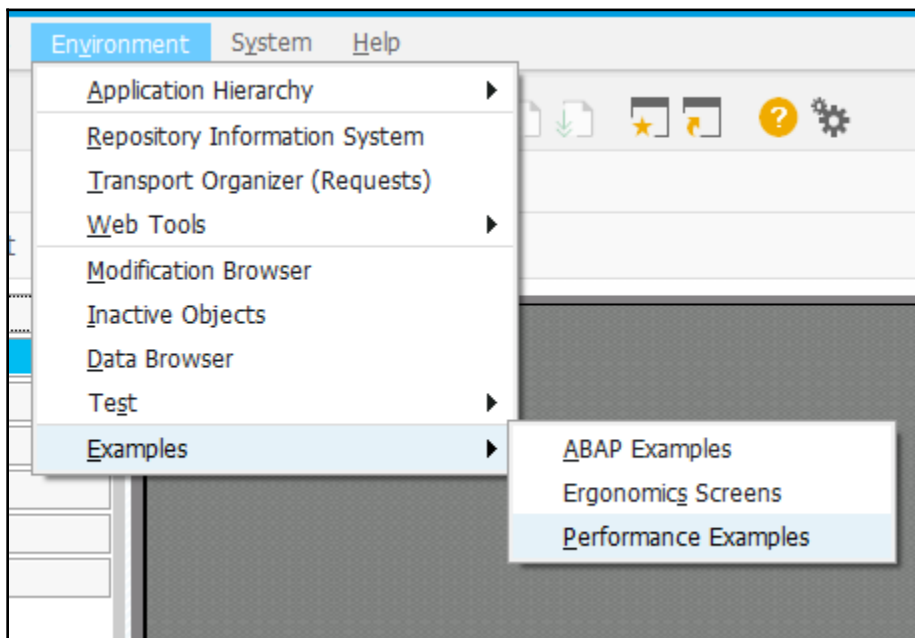 Environment System Help
Application Hierarchy
Repository Information System
Transport Organizer (Requests)
Web Tools
Modification Browser
Inactive Objects
Data Browser
Test
Examples
ABAP Examples
Ergonomics Screens
Performance Examples